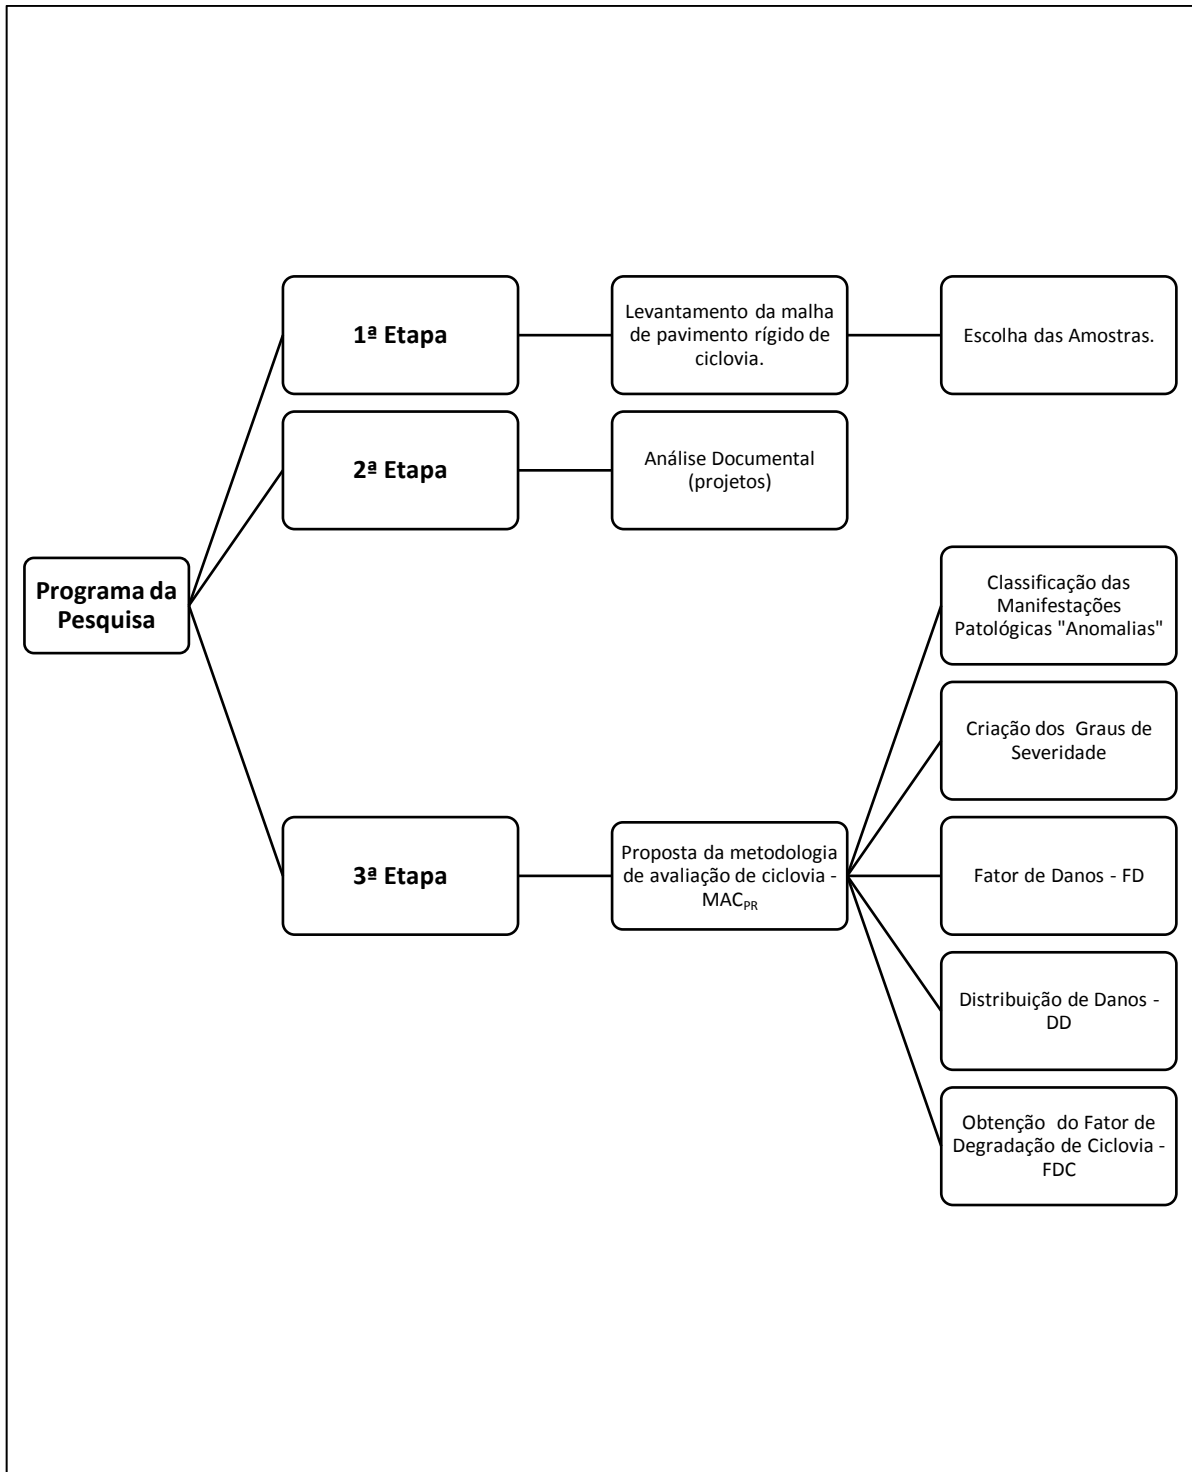 Programa da
Pesquisa
1ª Etapa
Levantamento da malha
de pavimento rígido de
ciclovia.
Escolha das Amostras.
2ª Etapa
Análise Documental
(projetos)
3ª Etapa
Proposta da metodologia
de avaliação de ciclovia -
MACPR
Classificação das
Manifestações
Patológicas "Anomalias"
Criação dos Graus de
Severidade
Fator de Danos - FD
Distribuição de Danos -
DD
Obtenção do Fator de
Degradação de Ciclovia -
FDC